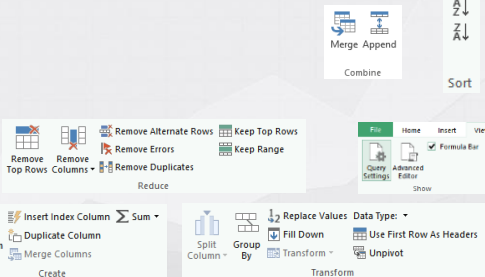 A
Z
Z
A
Merge Append
Combine
Sort
Remove
Top Rows
Remove
Columns
Remove Alternate Rows
Remove Errors
Remove Duplicates
Keep Top Rows
Keep Range
Reduce
File Home Insert
Query
Settings
Advanced
Editor
Formula Bar
Show
Insert Index Column
Duplicate Column
Merge Columns
Sum
Create
Split
Column
Group
By
1
2
Replace Values
Fill Down
Transform
Data Type:
Use First Row As Headers
Unpivot
Transform